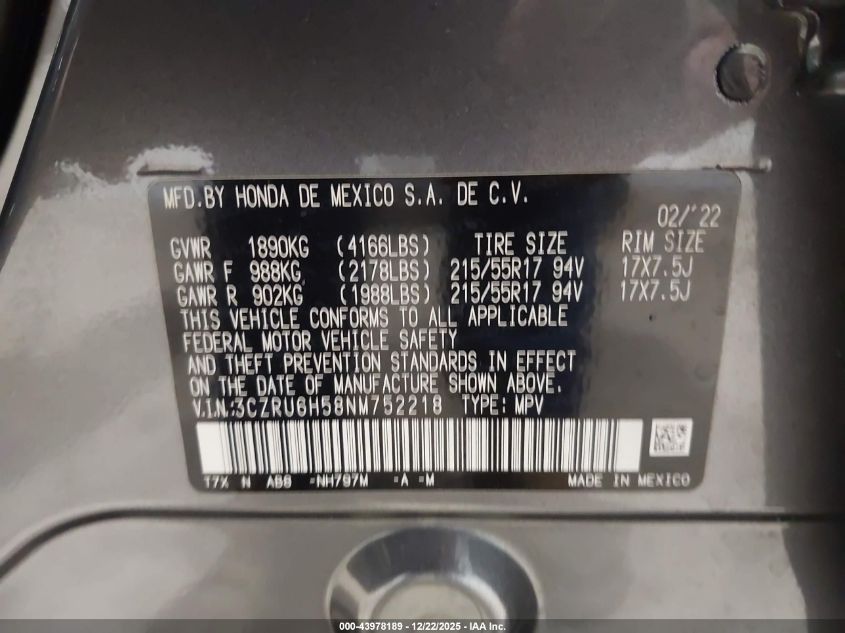 MFD.BY HONDA DE MEXICO S.A. DE C.V.
02/'22
GVWR 1890KG (4166LBS) TIRE SIZE RIM SIZE
GAWR F 988KG (2178LBS) 215/55R17 94V 17X7.5J
GAWR R 902KG (1988LBS) 215/55R17 94V 17X7.5J
THIS VEHICLE CONFORMS TO ALL APPLICABLE
FEDERAL MOTOR VEHICLE SAFETY
AND THEFT PREVENTION STANDARDS IN EFFECT
ON THE DATE OF MANUFACTURE SHOWN ABOVE.
V.I.N.:3CZRU6H58NM752218 TYPE: MPV
T7X N AB8 =NH797M =A =M MADE IN MEXICO
000-43978189 - 12/22/2025 - IAA Inc.